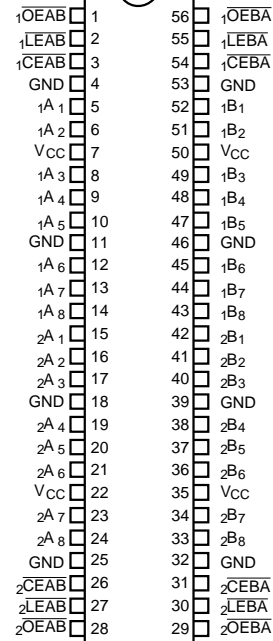 1OEAB 1 56 1OEBA
1LEAB 2 55 1LEBA
1CEAB 3 54 1CEBA
GND 4 53 GND
1A1 5 52 1B1
1A2 6 51 1B2
VCC 7 50 VCC
1A3 8 49 1B3
1A4 9 48 1B4
1A5 10 47 1B5
GND 11 46 GND
1A6 12 45 1B6
1A7 13 44 1B7
1A8 14 43 1B8
2A1 15 42 2B1
2A2 16 41 2B2
2A3 17 40 2B3
GND 18 39 GND
2A4 19 38 2B4
2A5 20 37 2B5
2A6 21 36 2B6
VCC 22 35 VCC
2A7 23 34 2B7
2A8 24 33 2B8
GND 25 32 GND
2CEAB 26 31 2CEBA
2LEAB 27 30 2LEBA
2OEAB 28 29 2OEBA